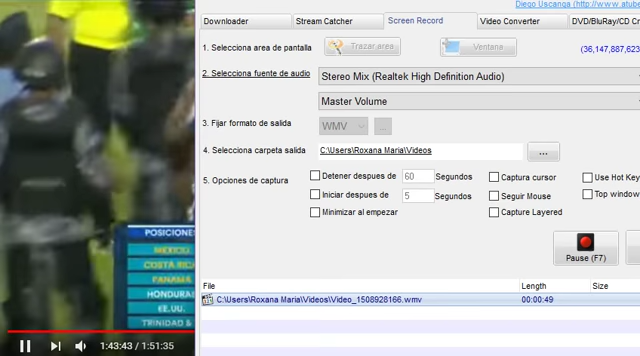 Diego Uscanga (http://www.atube
Downloader
Stream Catcher
Screen Record
Video Converter
DVD/BluRay/CD Cr
1. Selecciona area de pantalla
Trazar area
Ventana
(36,147,887,623
2. Selecciona fuente de audio
Stereo Mix (Realtek High Definition Audio)
Master Volume
3. Fijar formato de salida
WMV
...
4. Selecciona carpeta salida
C:\Users\Roxana Maria\Videos
...
5. Opciones de captura
Detener despues de 60 Segundos
Captura cursor
Use Hot Key
Iniciar despues de 5 Segundos
Seguir Mouse
Top window
Minimizar al empezar
Capture Layered
Pause (F7)
File
Length
Size
C:\Users\Roxana Maria\Videos\Video_1508928166.wmv
00:00:49
POSICIONE
MEXICO
COSTA RICA
PANAMA
HONDURAS
EE.UU.
TRINIDAD &
1:43:43 / 1:51:35